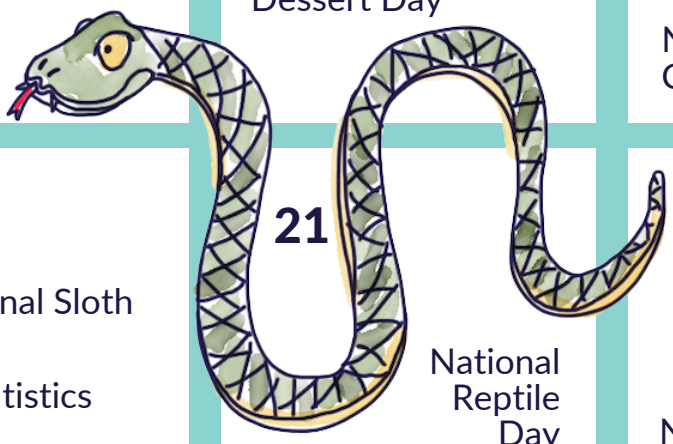 Dessert Day
21
nal Sloth
tistics
National
Reptile
Day